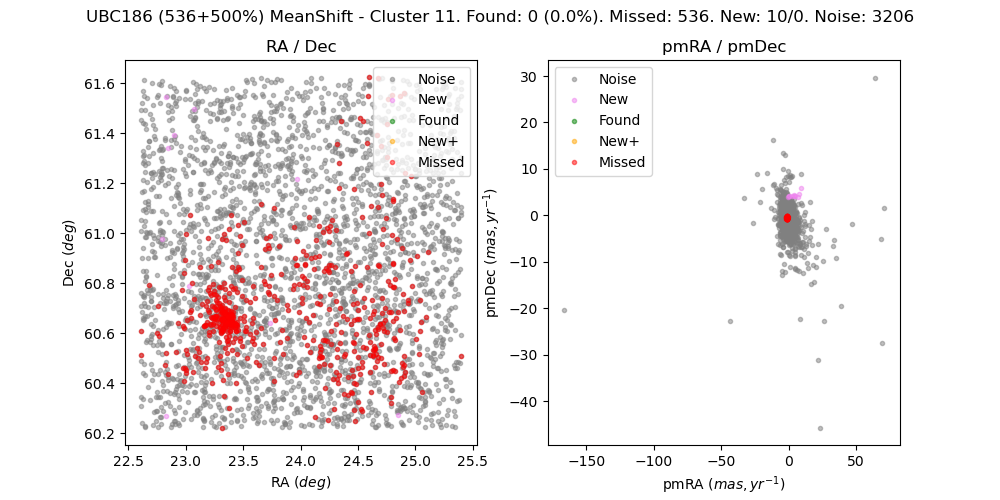 UBC186 (536+500%) MeanShift - Cluster 11. Found: 0 (0.0%). Missed: 536. New: 10/0. Noise: 3206
RA / Dec
61.6
61.4
61.2
61.0
60.8
60.6
60.4
60.2
Dec (deg)
22.5 23.0 23.5 24.0 24.5 25.0 25.5
RA (deg)
Noise
New
Found
New+
Missed
pmRA / pmDec
30
20
10
0
−10
−20
−30
−40
pmDec (mas, yr⁻¹)
−150 −100 −50 0 50
pmRA (mas, yr⁻¹)
Noise
New
Found
New+
Missed